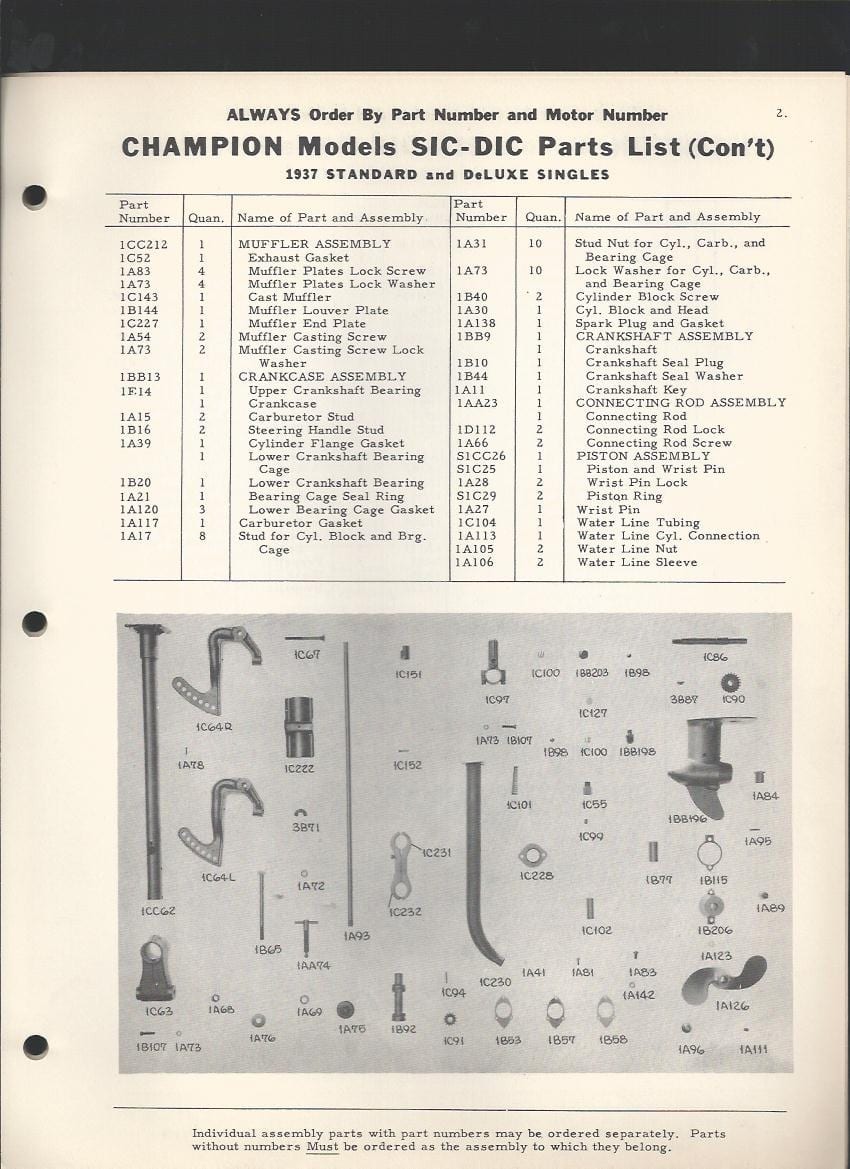 ALWAYS Order By Part Number and Motor Number
2.
CHAMPION Models SIC-DIC Parts List (Con't)
1937 STANDARD and DeLUXE SINGLES
Part Number Quan. Name of Part and Assembly
1CC212 1 MUFFLER ASSEMBLY
1C52 1 Exhaust Gasket
1A83 4 Muffler Plates Lock Screw
1A73 4 Muffler Plates Lock Washer
1C143 1 Cast Muffler
1B144 1 Muffler Louver Plate
1C227 1 Muffler End Plate
1A54 2 Muffler Casting Screw
1A73 2 Muffler Casting Screw Lock
Washer
1BB13 1 CRANKCASE ASSEMBLY
1E14 1 Upper Crankshaft Bearing
1 Crankcase
1A15 2 Carburetor Stud
1B16 2 Steering Handle Stud
1A39 1 Cylinder Flange Gasket
1 Lower Crankshaft Bearing
Cage
1B20 1 Lower Crankshaft Bearing
1A21 1 Bearing Cage Seal Ring
1A120 3 Lower Bearing Cage Gasket
1A117 1 Carburetor Gasket
1A17 8 Stud for Cyl. Block and Brg.
Cage
Part Number Quan. Name of Part and Assembly
1A31 10 Stud Nut for Cyl., Carb., and
Bearing Cage
1A73 10 Lock Washer for Cyl., Carb.,
and Bearing Cage
1B40 2 Cylinder Block Screw
1A30 1 Cyl. Block and Head
1A138 1 Spark Plug and Gasket
1BB9 1 CRANKSHAFT ASSEMBLY
1 Crankshaft
1B10 1 Crankshaft Seal Plug
1B44 1 Crankshaft Seal Washer
1A11 1 Crankshaft Key
1AA23 1 CONNECTING ROD ASSEMBLY
1 Connecting Rod
1D112 2 Connecting Rod Lock
1A66 2 Connecting Rod Screw
S1CC26 1 PISTON ASSEMBLY
S1C25 1 Piston and Wrist Pin
1A28 2 Wrist Pin Lock
S1C29 2 Piston Ring
1A27 1 Wrist Pin
1C104 1 Water Line Tubing
1A113 1 Water Line Cyl. Connection
1A105 2 Water Line Nut
1A106 2 Water Line Sleeve
1C67 1C151 1C97 1C100 1BB203 1B98 1C86
3B87 1C90
1C64R 1C127
1A78 1C222 1C152 1A73 1B107 1B98 1C100 1BB198
1C101 1C55 1BB196 1A84
3B71 1C99 1A95
1C64L 1A72 1C231 1C228 1B77 1B115
1CC62 1B65 1A93 1C232 1C102 1B206 1A89
1AA74 1C230 1A41 1A81 1A83 1A123
1C63 1A68 1A69 1A75 1B92 1C94 1A142 1A126
1B107 1A73 1A76 1C91 1B53 1B57 1B58 1A96 1A111
Individual assembly parts with part numbers may be ordered separately. Parts
without numbers Must be ordered as the assembly to which they belong.